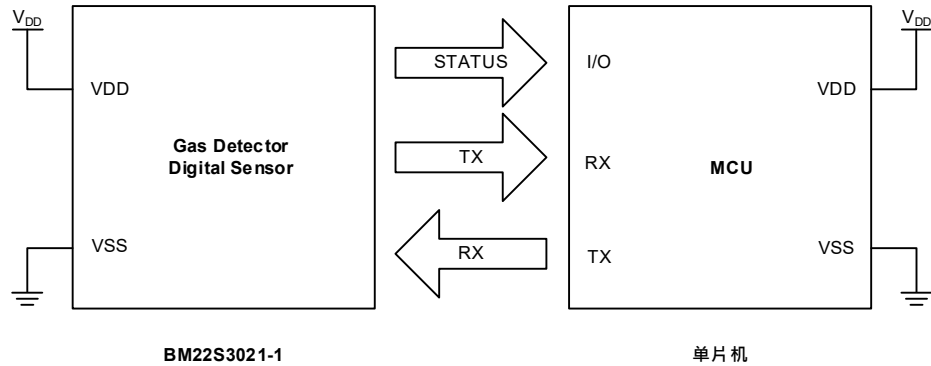 VDD
VDD
STATUS
I/O
VDD
VDD
Gas Detector
Digital Sensor
TX
RX
MCU
VSS
RX
TX
VSS
BM22S3021-1
单片机